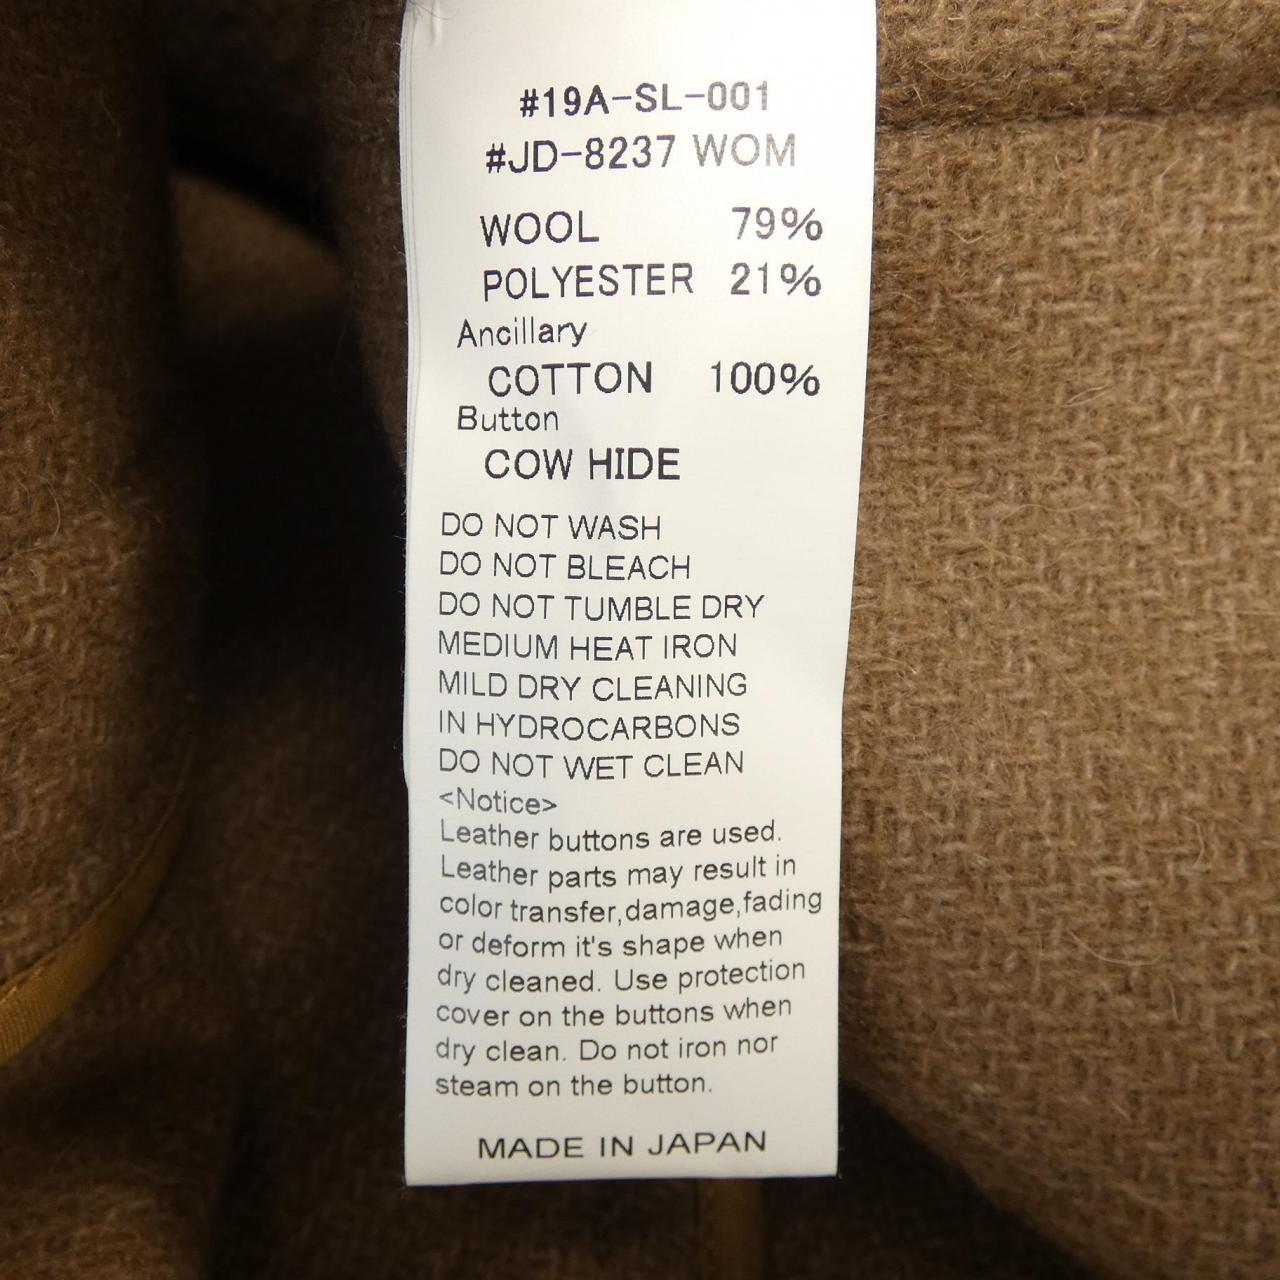 #19A-SL-001
#JD-8237 WOM
WOOL 79%
POLYESTER 21%
Ancillary
COTTON 100%
Button
COW HIDE
DO NOT WASH
DO NOT BLEACH
DO NOT TUMBLE DRY
MEDIUM HEAT IRON
MILD DRY CLEANING
IN HYDROCARBONS
DO NOT WET CLEAN
<Notice>
Leather buttons are used.
Leather parts may result in
color transfer,damage,fading
or deform it's shape when
dry cleaned. Use protection
cover on the buttons when
dry clean. Do not iron nor
steam on the button.
MADE IN JAPAN